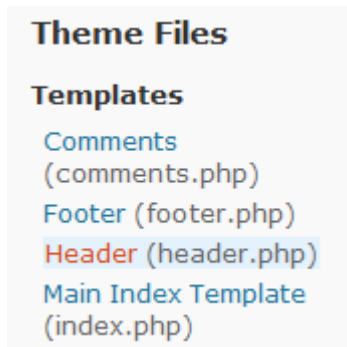 Theme Files
Templates
Comments
(comments.php)
Footer (footer.php)
Header (header.php)
Main Index Template
(index.php)